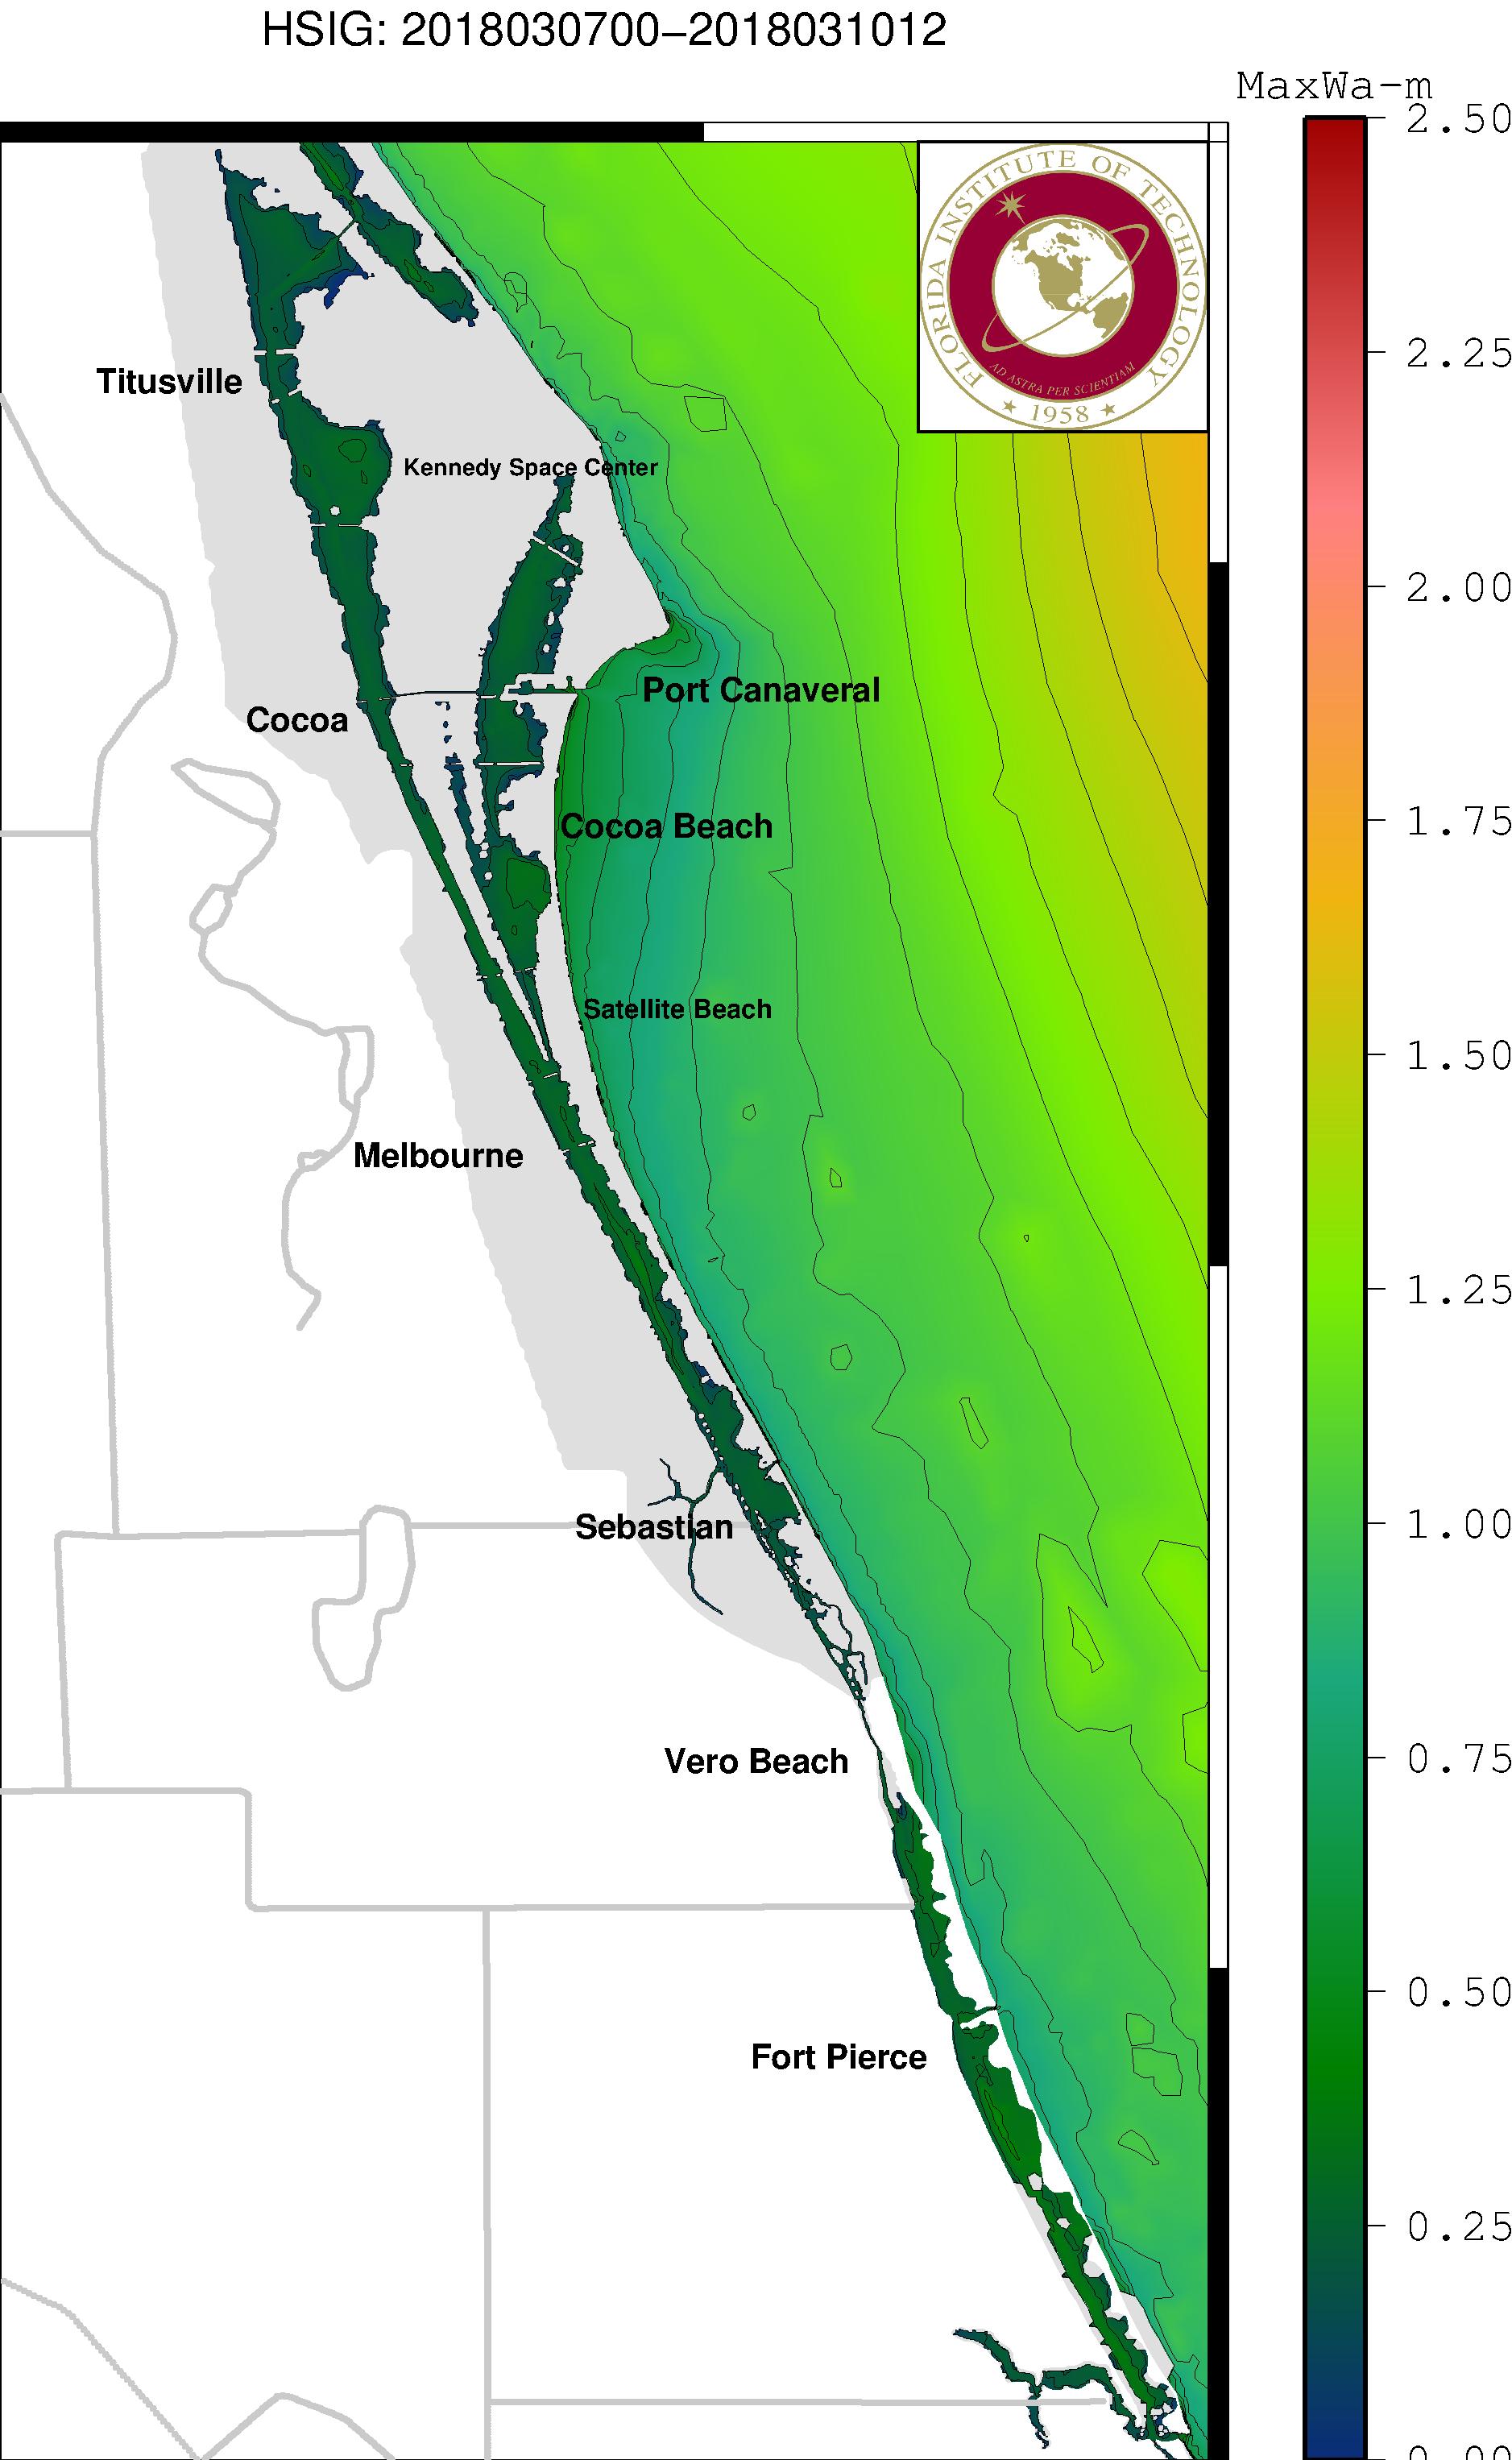 HSIG: 2018030700−2018031012
MaxWa-m
2.50
2.25
2.00
1.75
1.50
1.25
1.00
0.75
0.50
0.25
0.00
FLORIDA INSTITUTE OF TECHNOLOGY
AD ASTRA PER SCIENTIAM
★ 1958 ★
Titusville
Kennedy Space Center
Port Canaveral
Cocoa
Cocoa Beach
Satellite Beach
Melbourne
Sebastian
Vero Beach
Fort Pierce